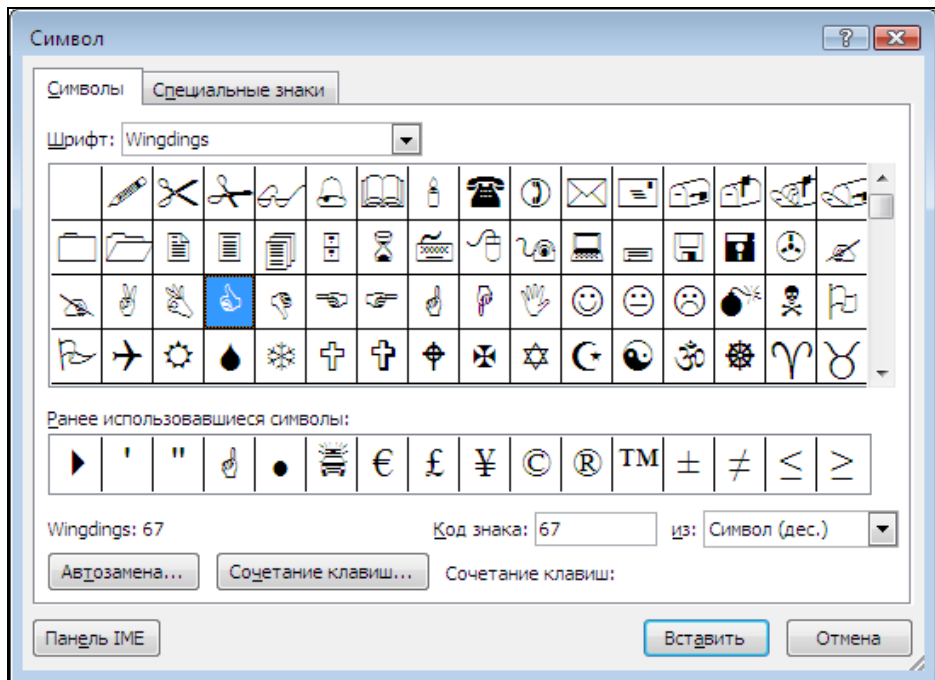 Символ
Символы Специальные знаки
Шрифт: Wingdings
Ранее использовавшиеся символы:
' " € £ ¥ © ® TM ± ≠ ≤ ≥
Wingdings: 67 Код знака: 67 из: Символ (дес.)
Автозамена... Сочетание клавиш... Сочетание клавиш:
Панель IME Вставить Отмена